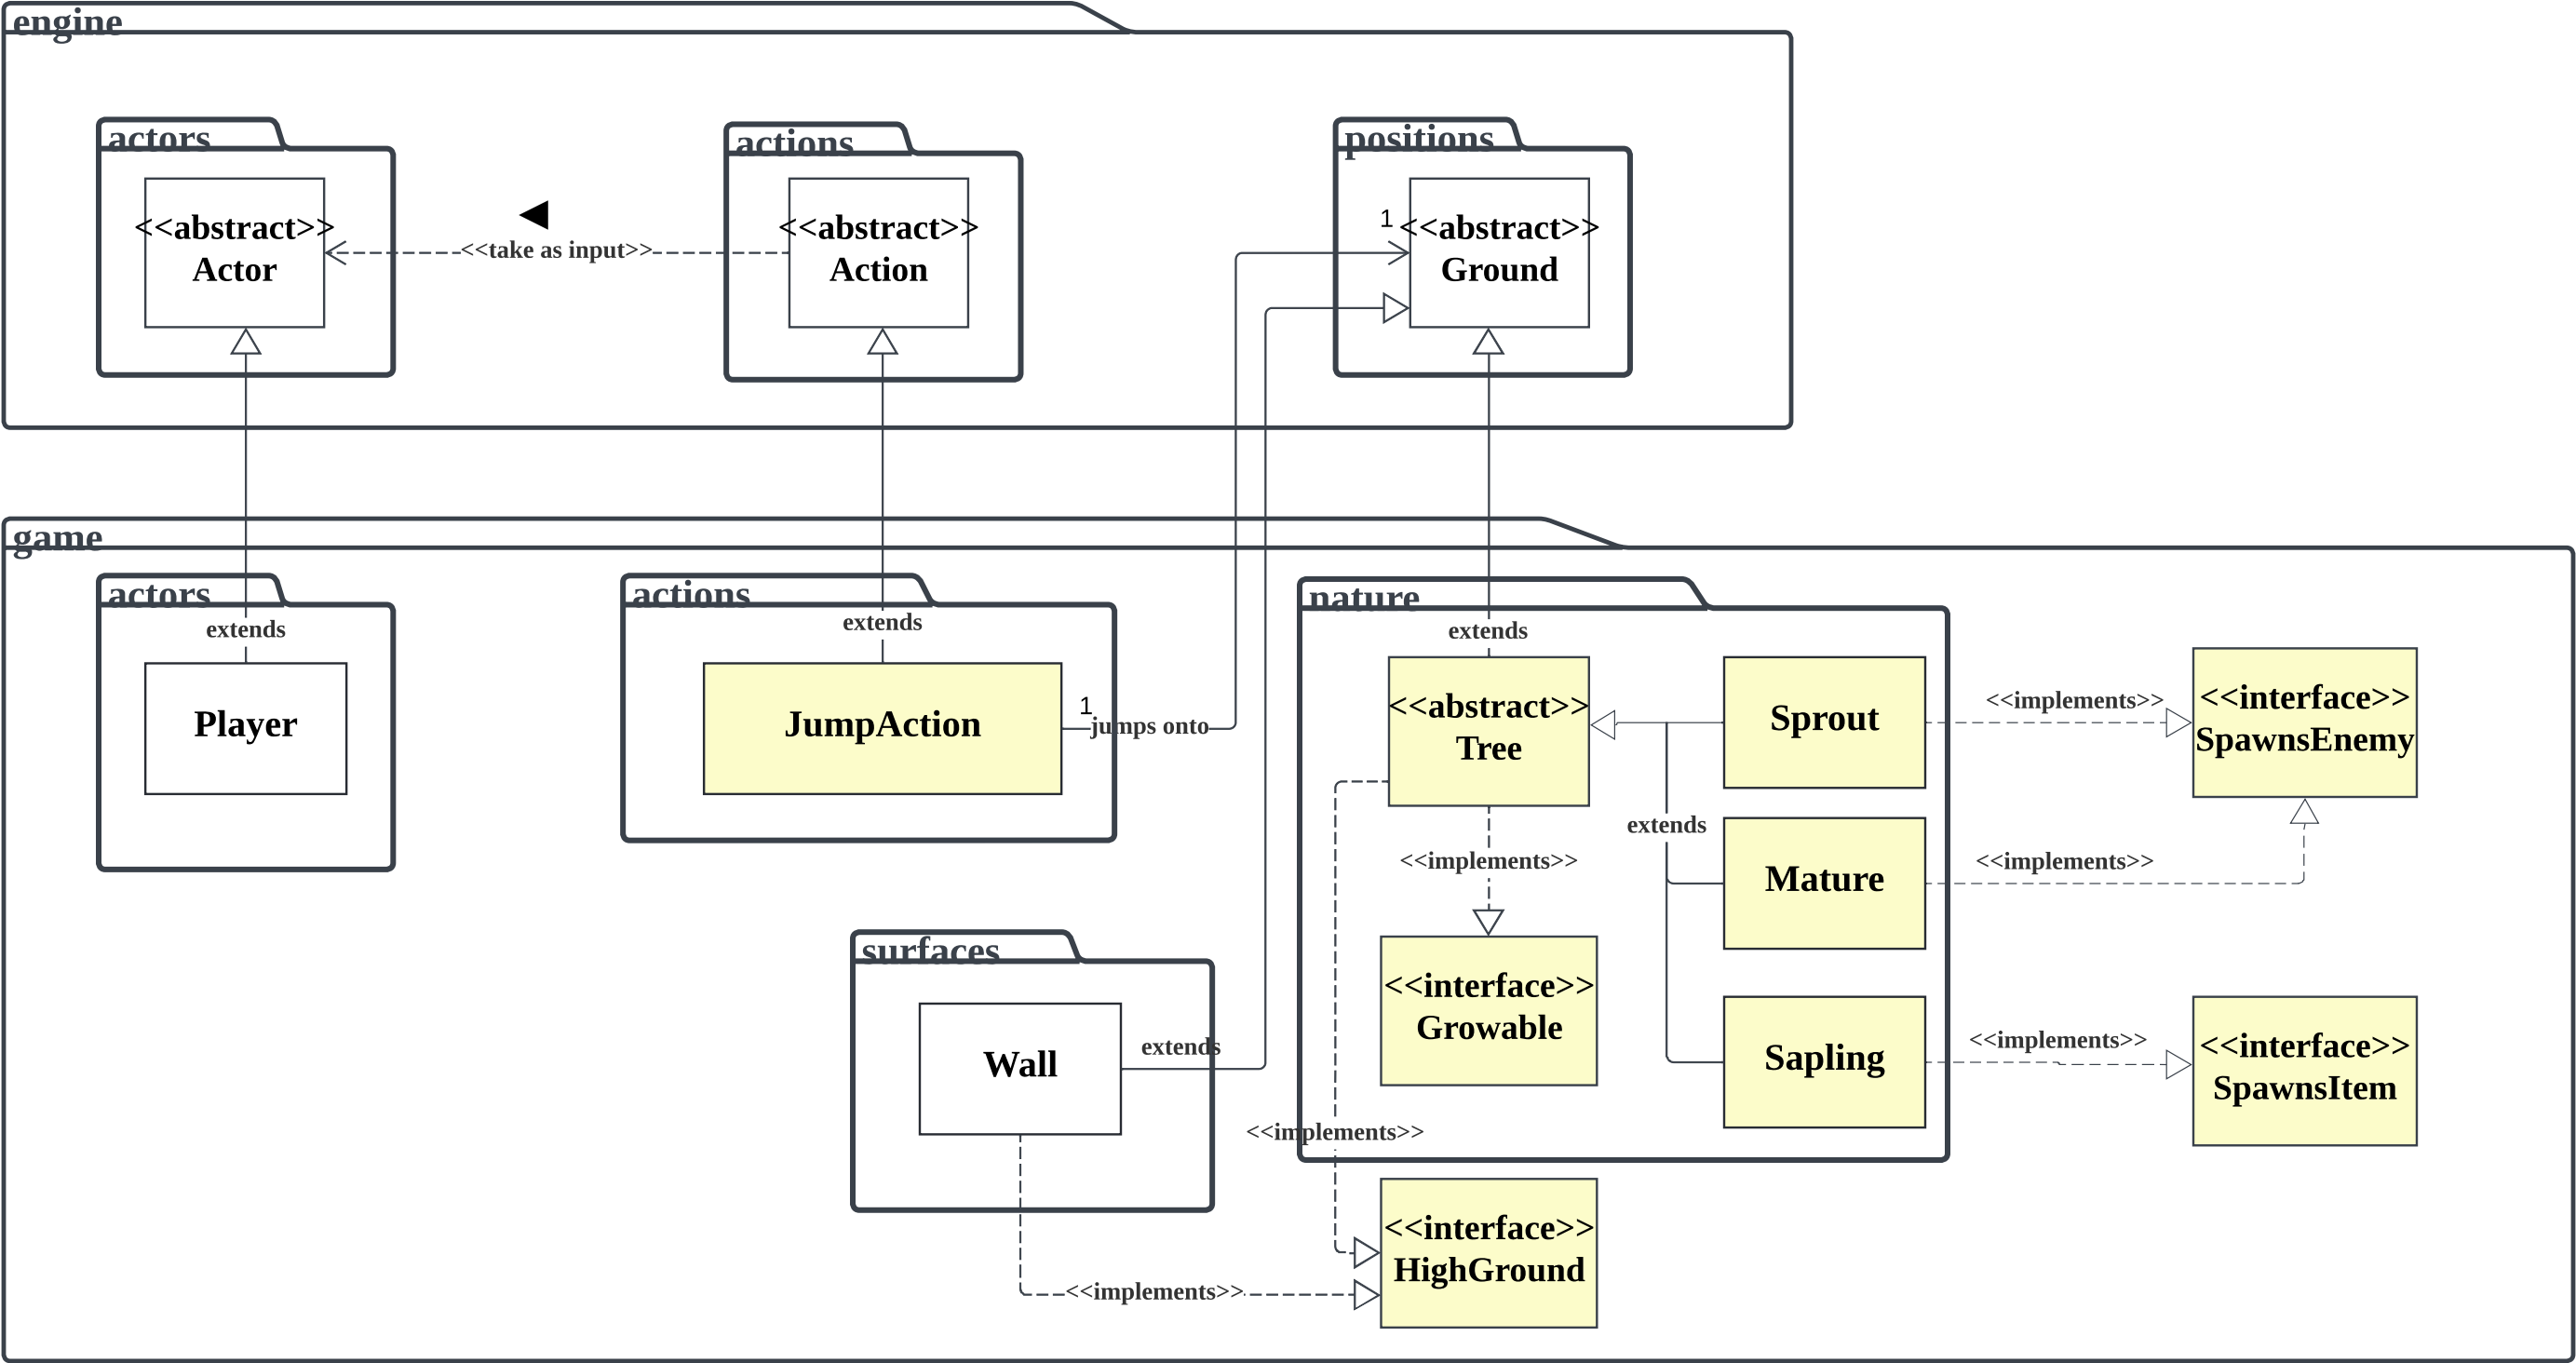 engine
actors
actions
positions
<<abstract>>
Actor
<<take as input>>
<<abstract>>
Action
1
<<abstract>>
Ground
game
actors
actions
nature
extends
extends
extends
Player
JumpAction
1
jumps onto
<<abstract>>
Tree
Sprout
<<implements>>
<<interface>>
SpawnsEnemy
extends
<<implements>>
Mature
<<implements>>
surfaces
<<interface>>
Growable
Wall
extends
Sapling
<<implements>>
<<interface>>
SpawnsItem
<<implements>>
<<interface>>
HighGround
<<implements>>